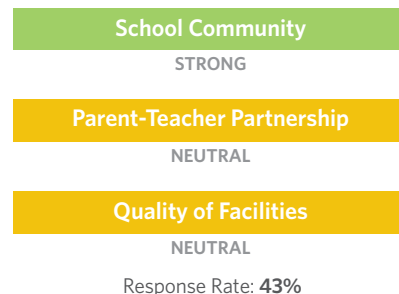 School Community
STRONG
Parent-Teacher Partnership
NEUTRAL
Quality of Facilities
NEUTRAL
Response Rate: 43%